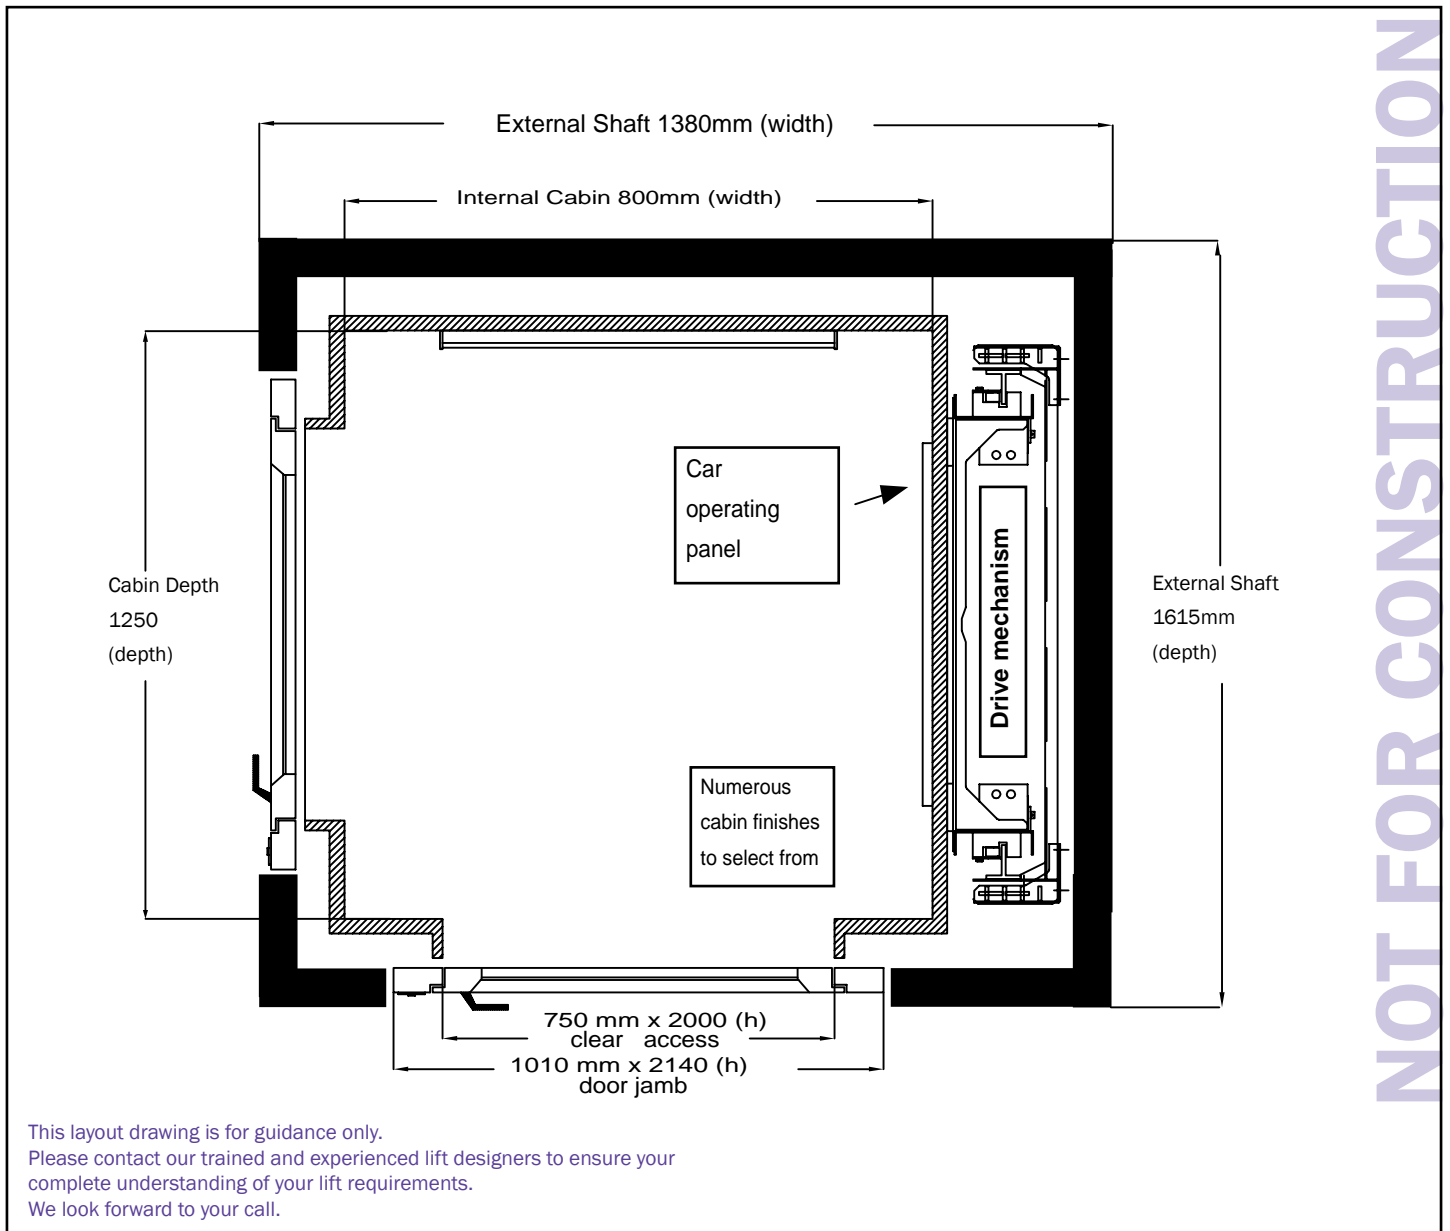 External Shaft 1380mm (width)
Internal Cabin 800mm (width)
Car
operating
panel
Drive mechanism
Cabin Depth
1250
(depth)
External Shaft
1615mm
(depth)
Numerous
cabin finishes
to select from
750 mm x 2000 (h)
clear access
1010 mm x 2140 (h)
door jamb
This layout drawing is for guidance only.
Please contact our trained and experienced lift designers to ensure your
complete understanding of your lift requirements.
We look forward to your call.
NOT FOR CONSTRUCTION